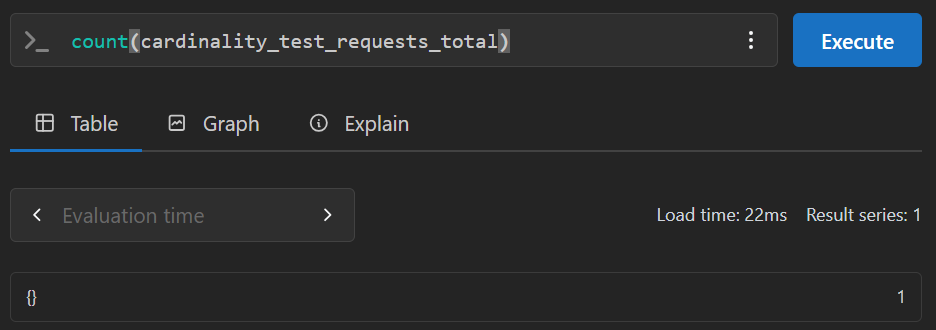 >_ count(cardinality_test_requests_total)
Execute
Table Graph Explain
Evaluation time
Load time: 22ms Result series: 1
{} 1